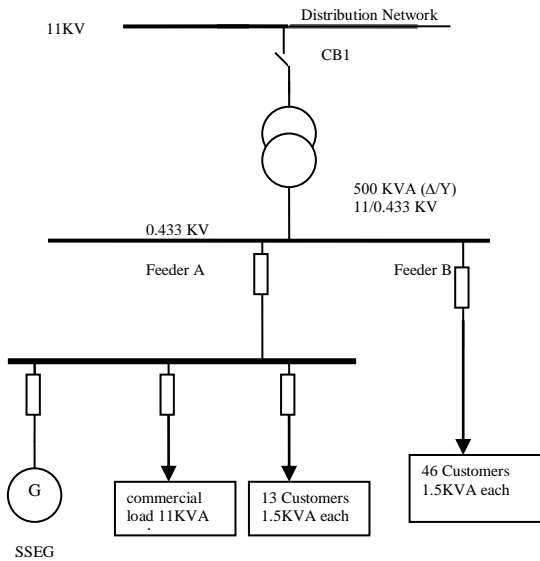 Distribution Network
11KV
CB1
500 KVA (Δ/Y)
11/0.433 KV
0.433 KV
Feeder A
Feeder B
G
SSEG
commercial
load 11KVA
13 Customers
1.5KVA each
46 Customers
1.5KVA each